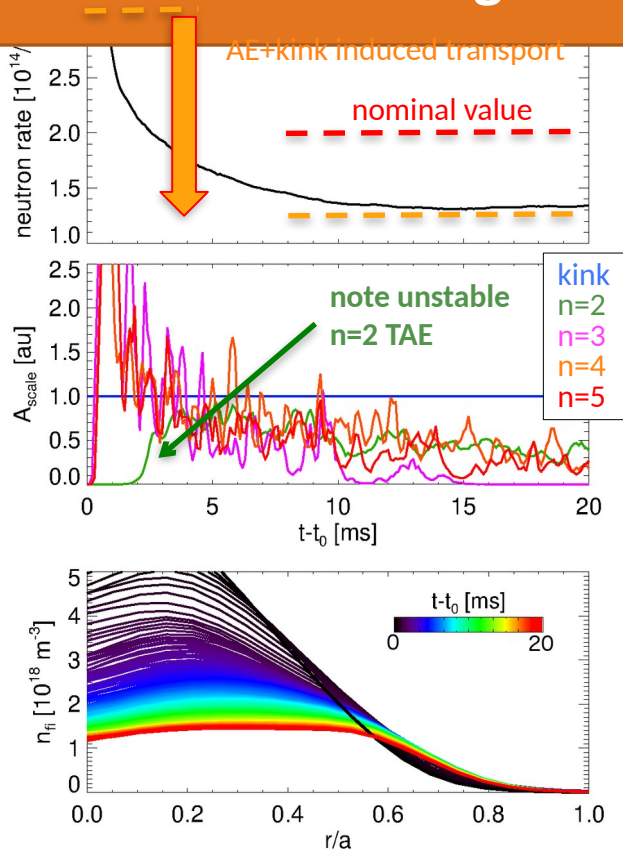 AE+kink induced transport
nominal value
neutron rate [10^14/
2.5
2.0
1.5
1.0
kink
n=2
n=3
n=4
n=5
note unstable
n=2 TAE
A_scale [au]
2.5
2.0
1.5
1.0
0.5
0.0
0 5 10 15 20
t-t_0 [ms]
t-t_0 [ms]
0 20
n_fi [10^18 m^-3]
5
4
3
2
1
0
0.0 0.2 0.4 0.6 0.8 1.0
r/a